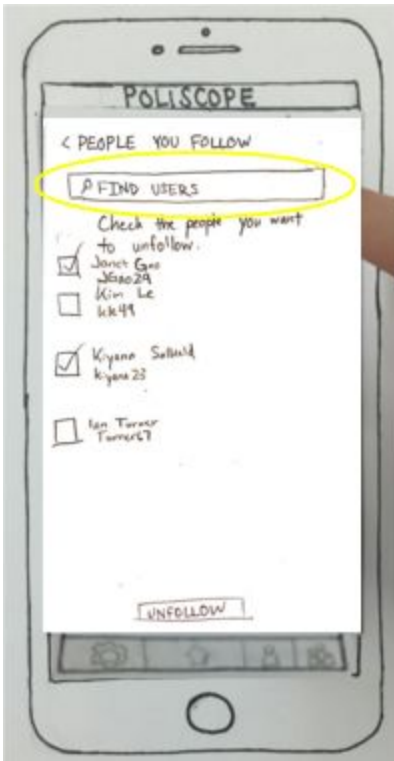 POLISCOPE
< PEOPLE YOU FOLLOW
FIND USERS
Check the people you want
to unfollow.
Janet Gao
JGao29
Kim Le
kk49
Kiyana
kiyana23
Ian Turner
Turner67
UNFOLLOW